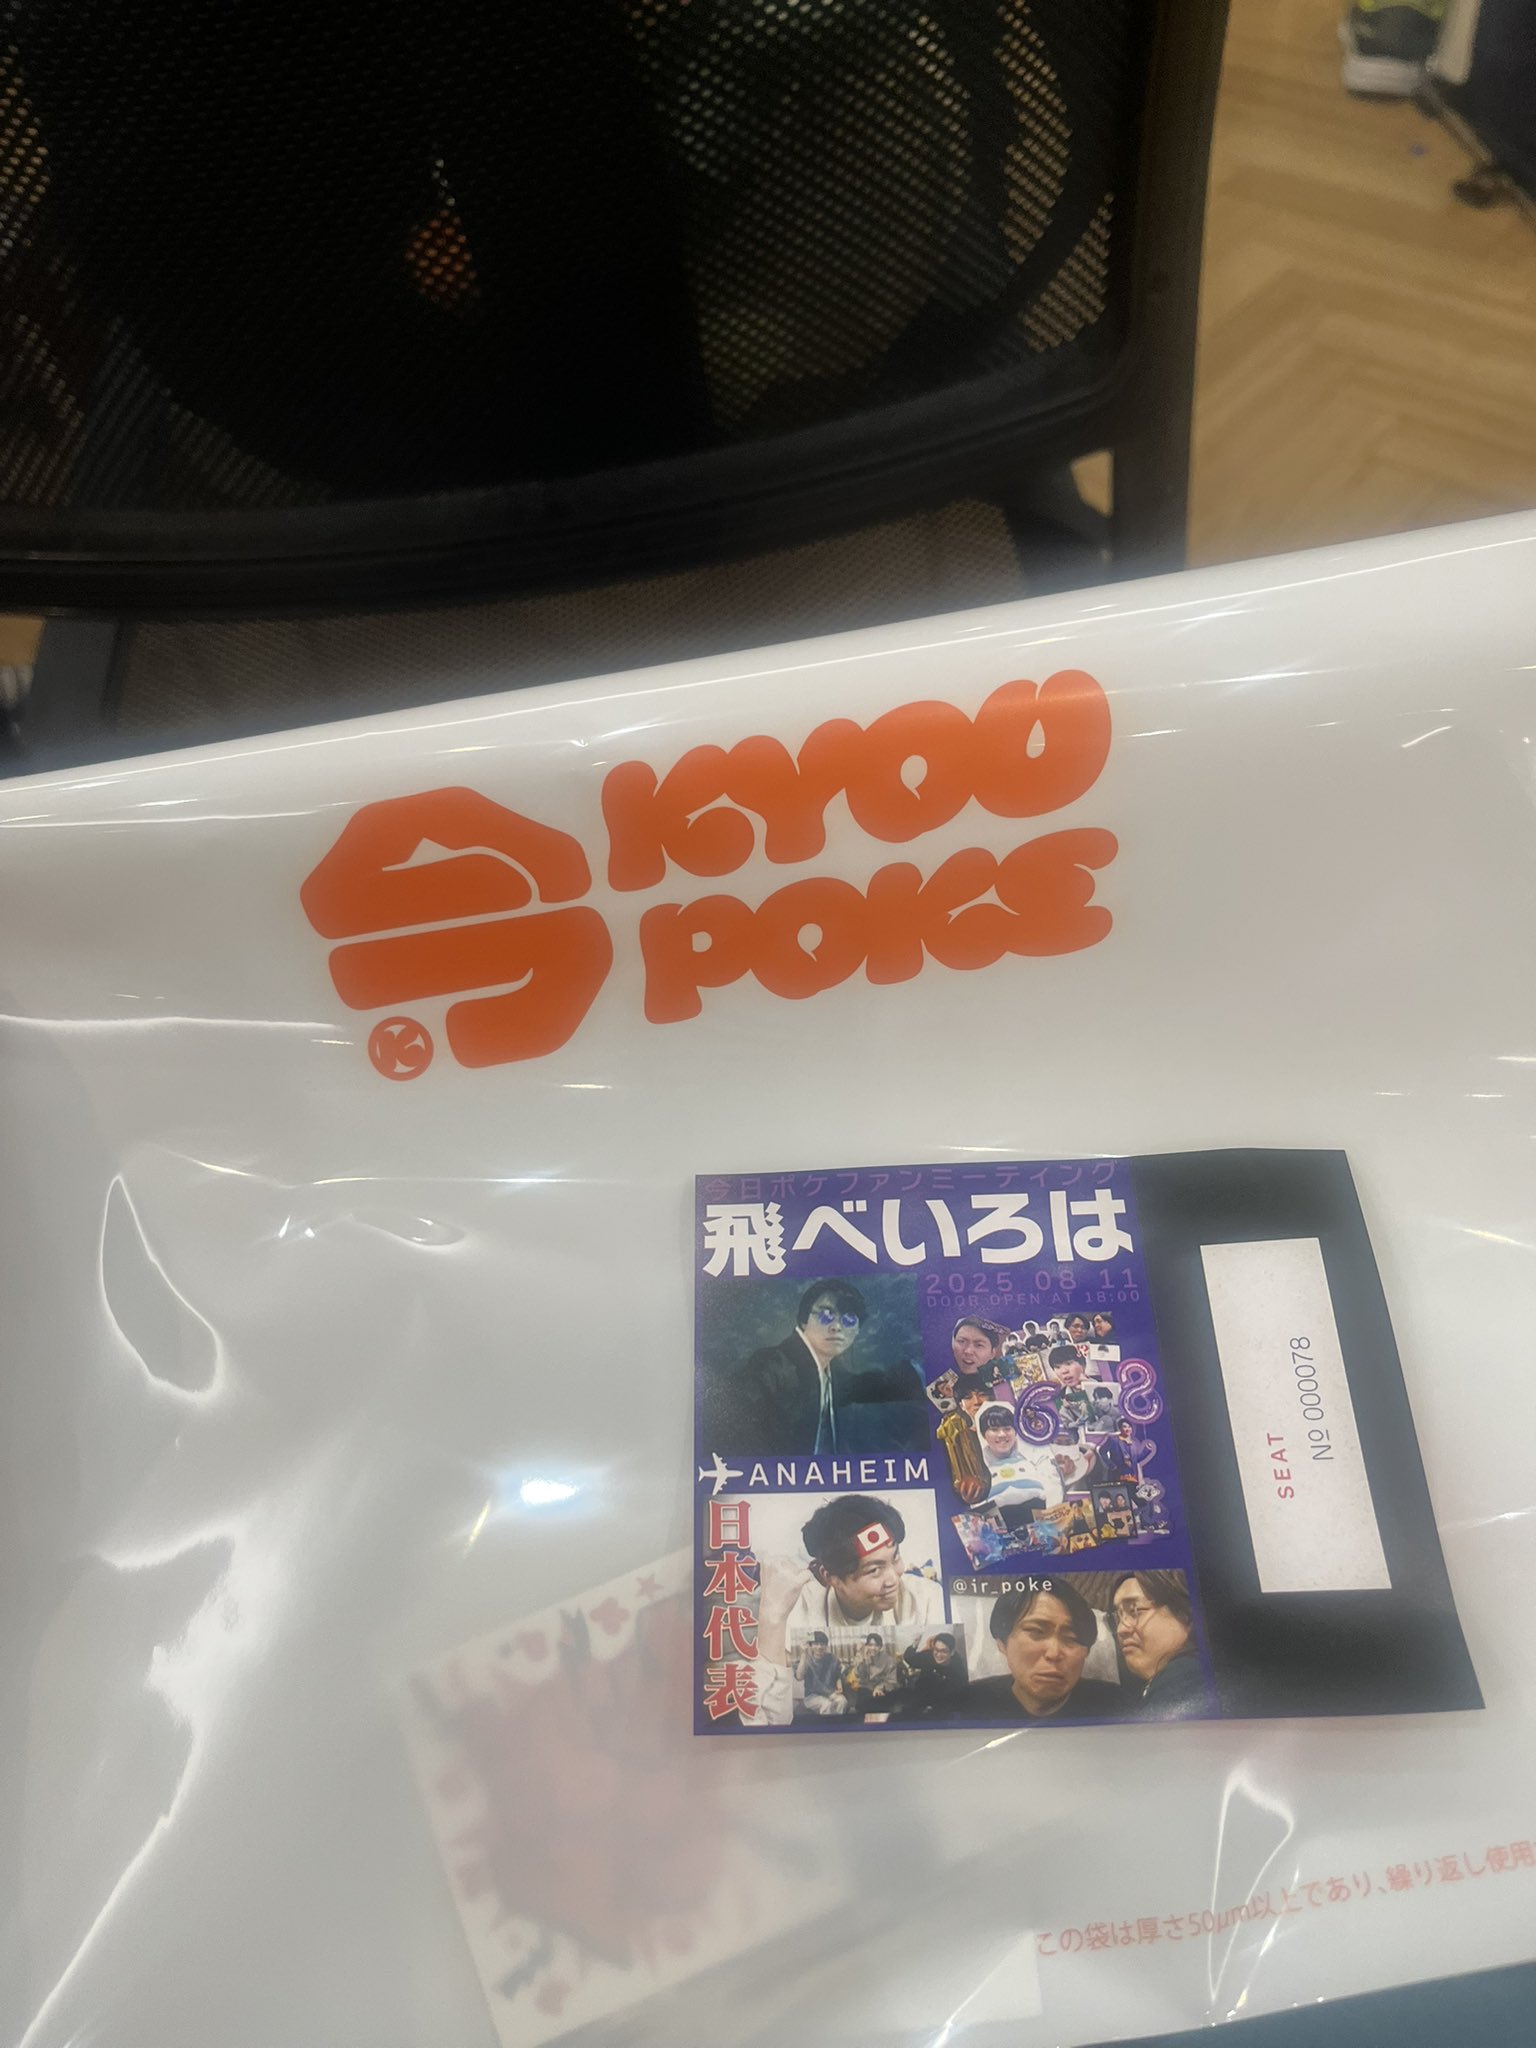 今 KYOU
POKE
K
今日ポケファンミーティング
飛べいろは
2025 08 11
DOOR OPEN AT 18:00
68
ANAHEIM
日本代表
@ir_poke
SEAT
№ 000078
この袋は厚さ50μm以上であり、繰り返し使用